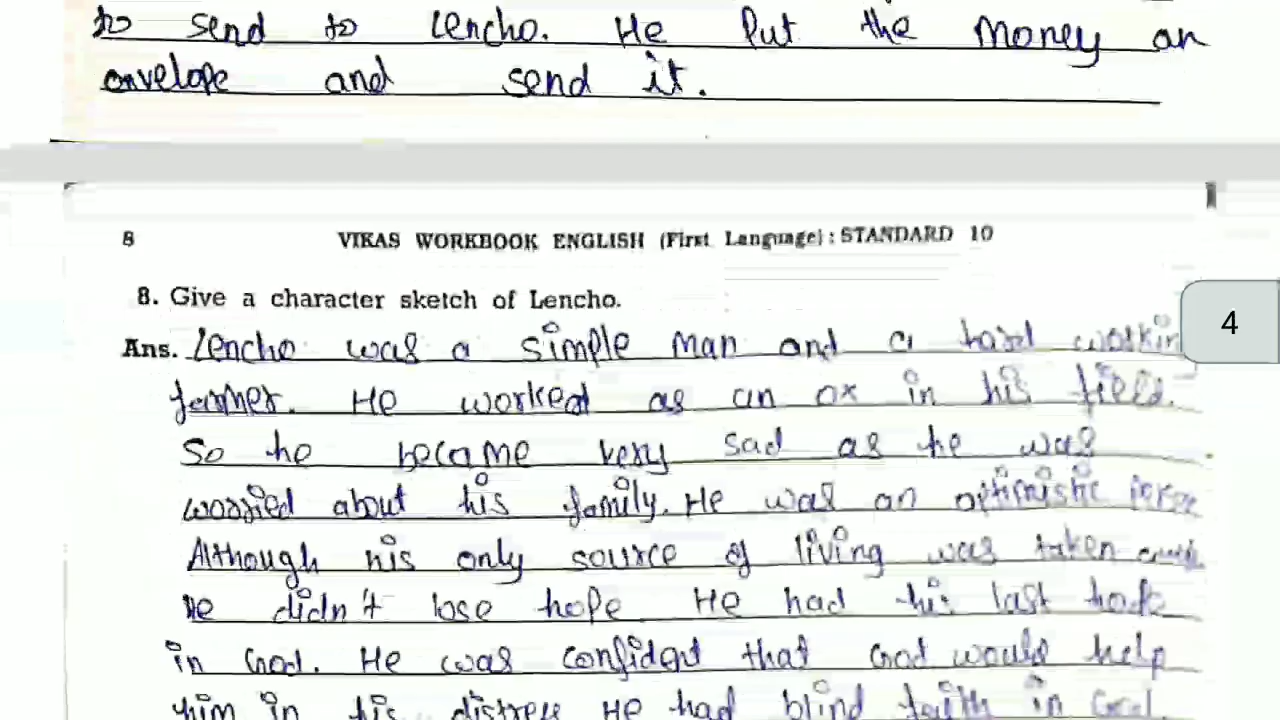 to send to Lencho. He Put the Money an
envelope and send it.
8 VIKAS WORKBOOK ENGLISH (First Language) : STANDARD 10
8. Give a character sketch of Lencho.
4
Ans. Lencho was a simple man and a hard workin
farmer. He worked as an ox in his field.
So he became very sad as he was
worried about his family. He was an optimistic
Although his only source of living was taken
he didn't lose hope He had his last hope
in God. He was confident that God would help
him in his distress He had blind faith in God.